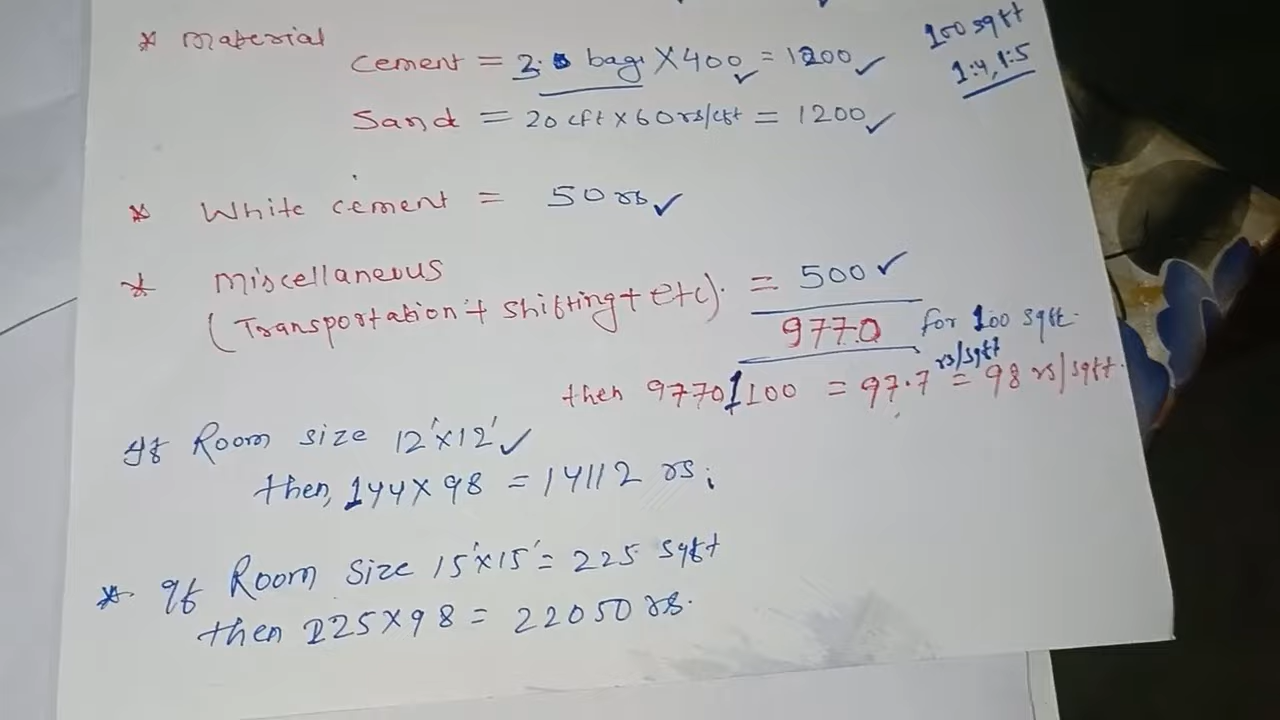 * Material
100 sqft
1:4, 1:5
Cement = 3 bag X 400 = 1200 ✓
Sand = 20 cft x 60 rs/cft = 1200 ✓
* White cement = 50 rs ✓
* Miscellaneous
(Transportation + Shifting + etc). = 500 ✓
9770 for 100 sqft.
then 9770/100 = 97.7 rs/sqft = 98 rs/sqft.
If Room size 12'x12' ✓
then, 144 x 98 = 14112 rs.
* If Room size 15'x15' = 225 sqft
then 225 X 98 = 22050 rs.